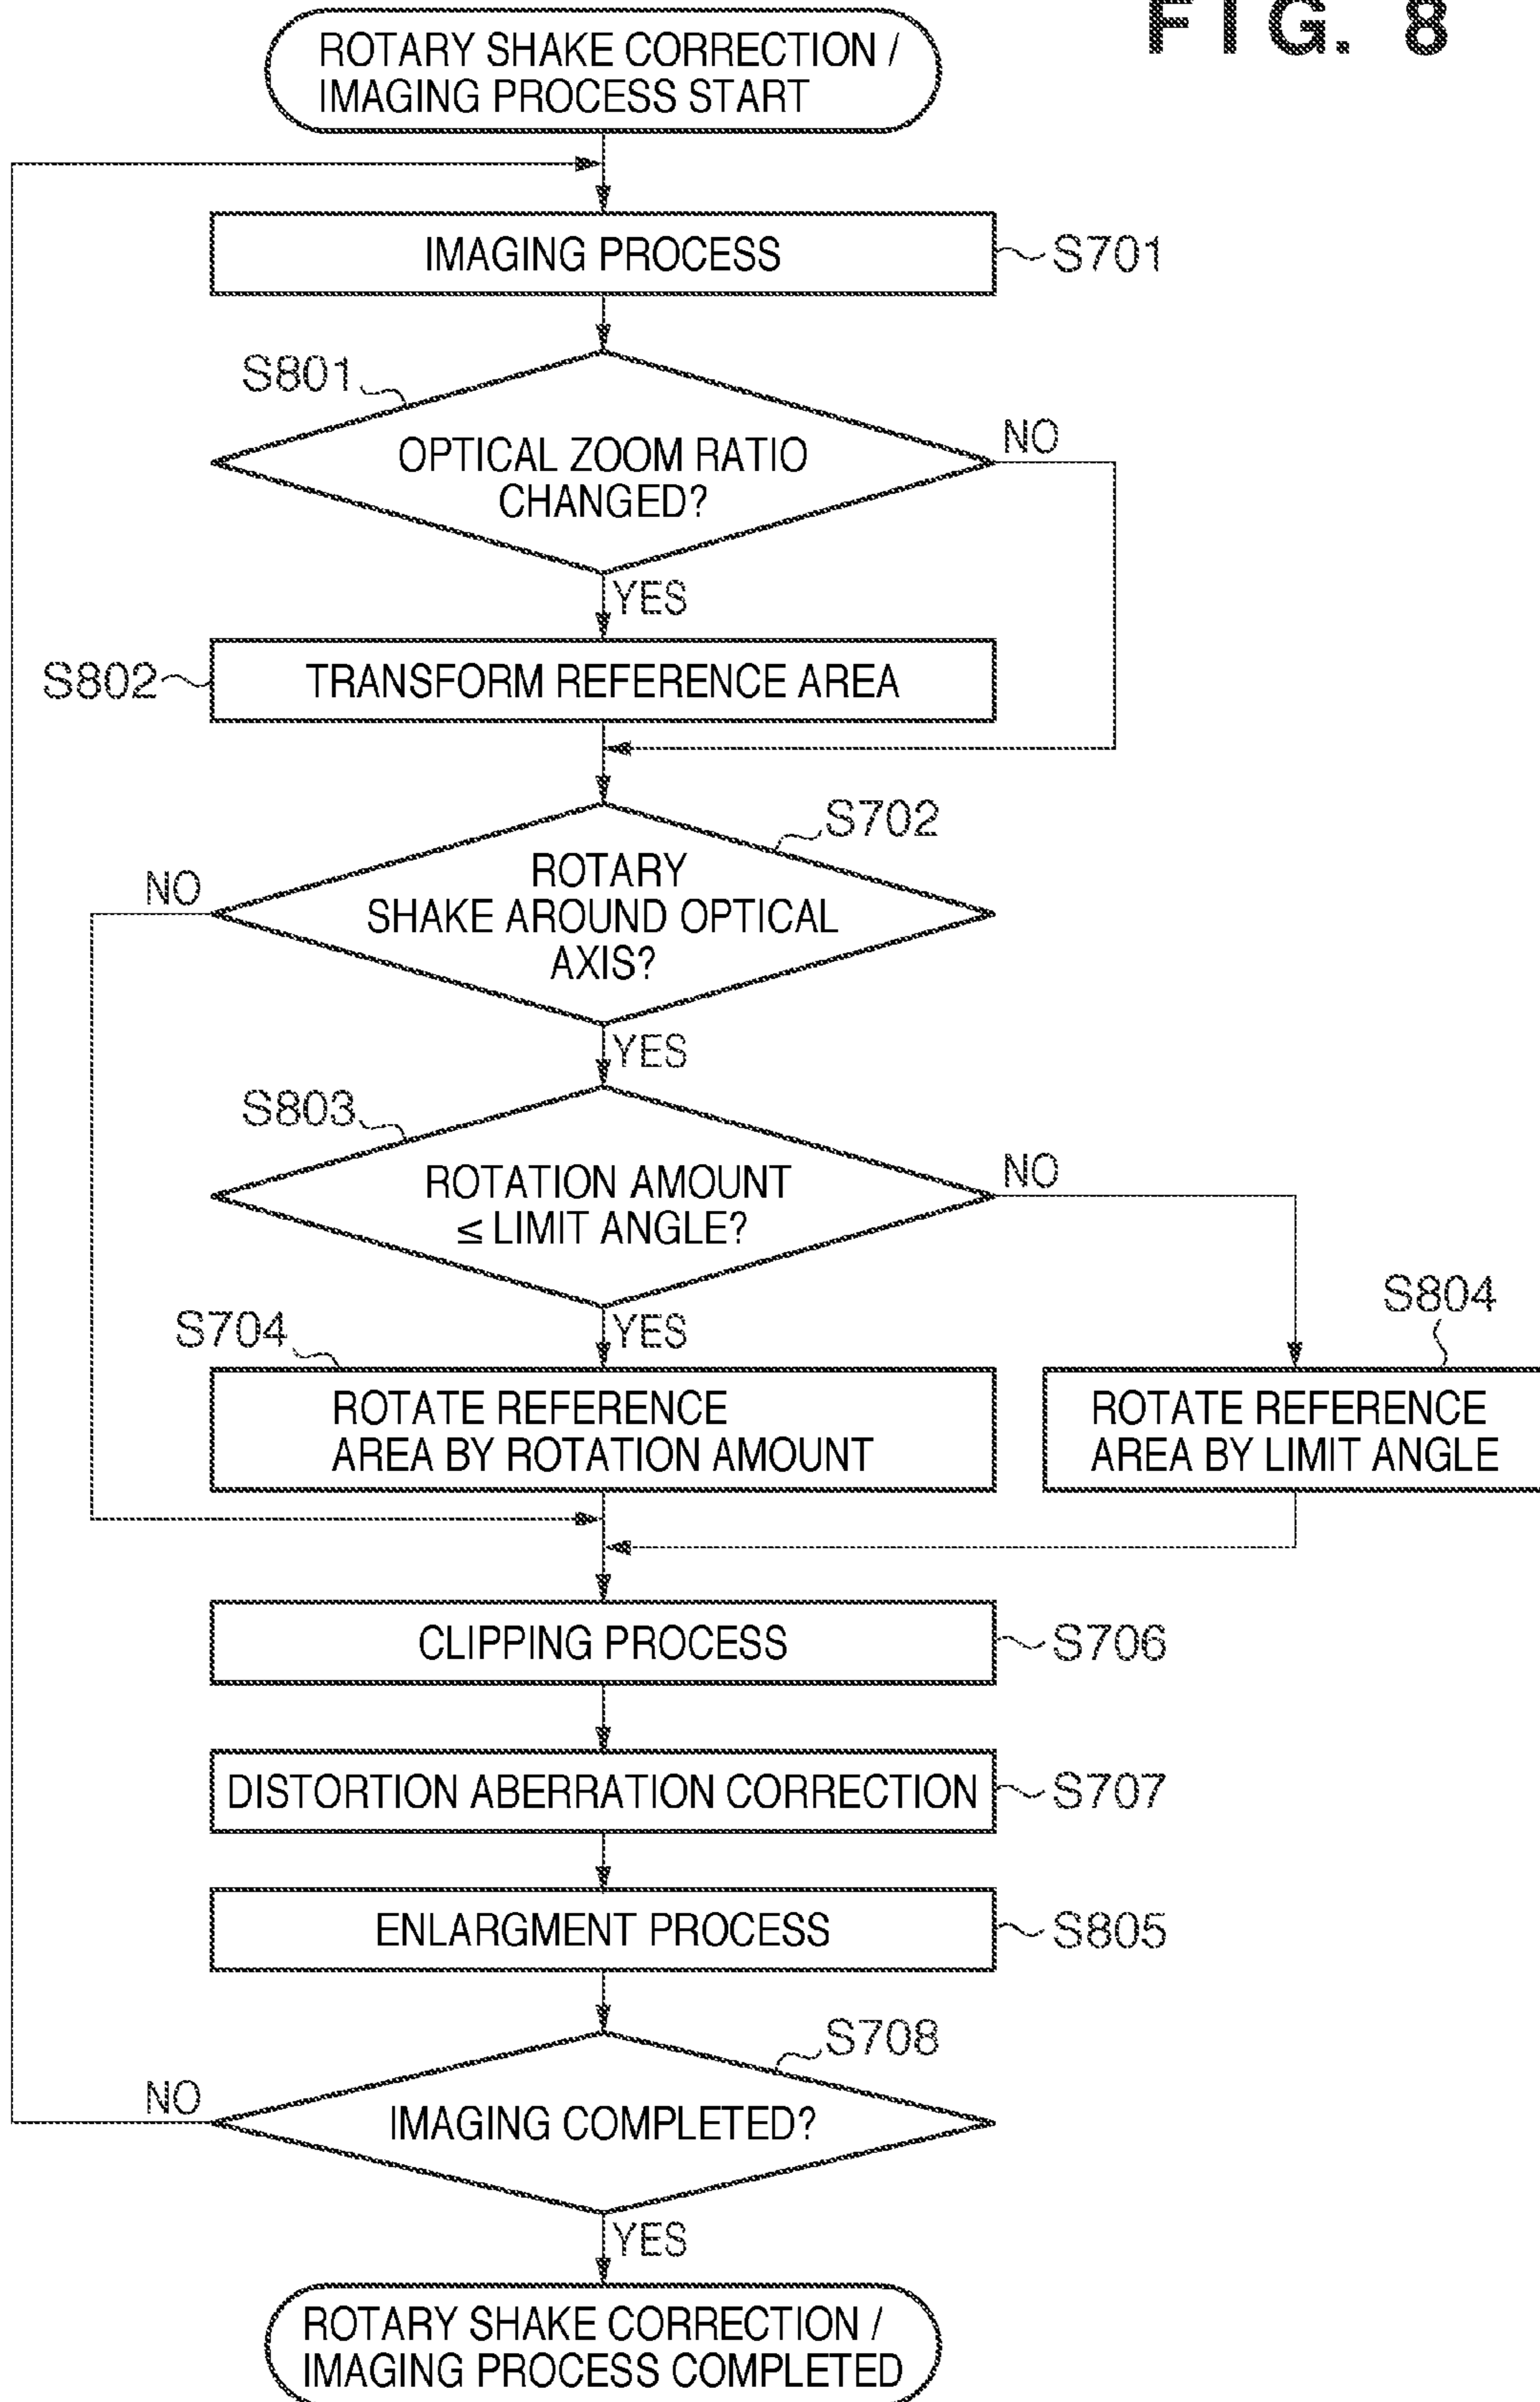 FIG. 8
ROTARY SHAKE CORRECTION /
IMAGING PROCESS START
IMAGING PROCESS
S701
S801
OPTICAL ZOOM RATIO
CHANGED?
NO
YES
S802
TRANSFORM REFERENCE AREA
S702
ROTARY
SHAKE AROUND OPTICAL
AXIS?
NO
YES
S803
ROTATION AMOUNT
≤ LIMIT ANGLE?
NO
YES
S704
ROTATE REFERENCE
AREA BY ROTATION AMOUNT
S804
ROTATE REFERENCE
AREA BY LIMIT ANGLE
CLIPPING PROCESS
S706
DISTORTION ABERRATION CORRECTION
S707
ENLARGMENT PROCESS
S805
S708
IMAGING COMPLETED?
NO
YES
ROTARY SHAKE CORRECTION /
IMAGING PROCESS COMPLETED